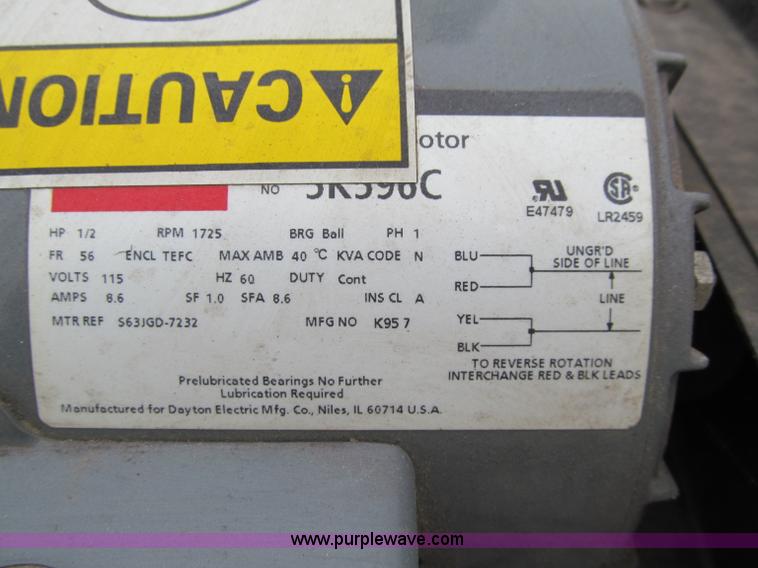 CAUTION
otor
NO 5K596C
E47479
LR2459
HP 1/2 RPM 1725 BRG Ball PH 1
FR 56 ENCL TEFC MAX AMB 40 °C KVA CODE N
VOLTS 115 HZ 60 DUTY Cont
AMPS 8.6 SF 1.0 SFA 8.6 INS CL A
MTR REF S63JGD-7232 MFG NO K95 7
BLU
RED
YEL
BLK
UNGR'D
SIDE OF LINE
LINE
TO REVERSE ROTATION
INTERCHANGE RED & BLK LEADS
Prelubricated Bearings No Further
Lubrication Required
Manufactured for Dayton Electric Mfg. Co., Niles, IL 60714 U.S.A.
www.purplewave.com